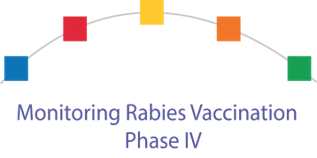 Monitoring Rabies Vaccination
Phase IV